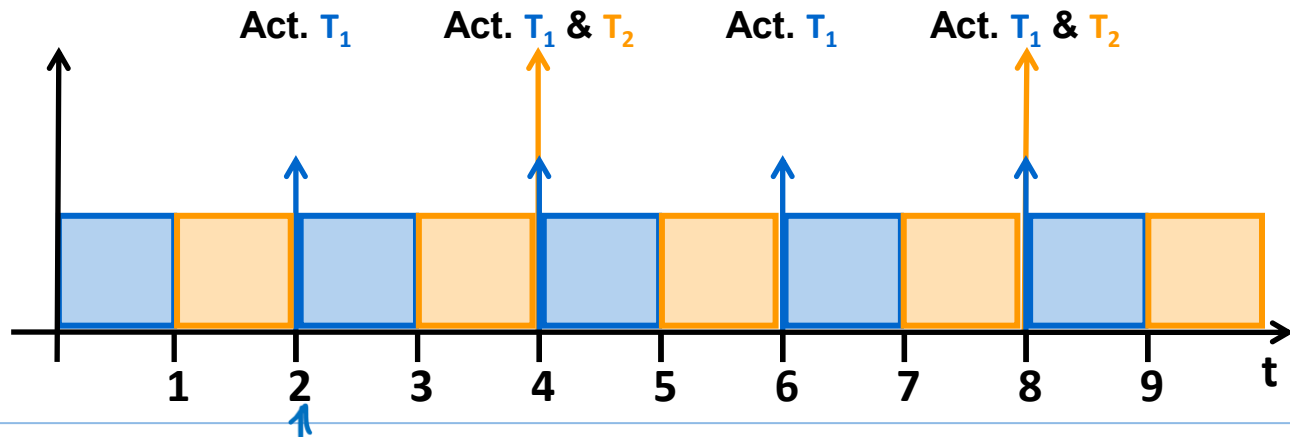 Act. T₁ Act. T₁ & T₂ Act. T₁ Act. T₁ & T₂
1 2 3 4 5 6 7 8 9 t